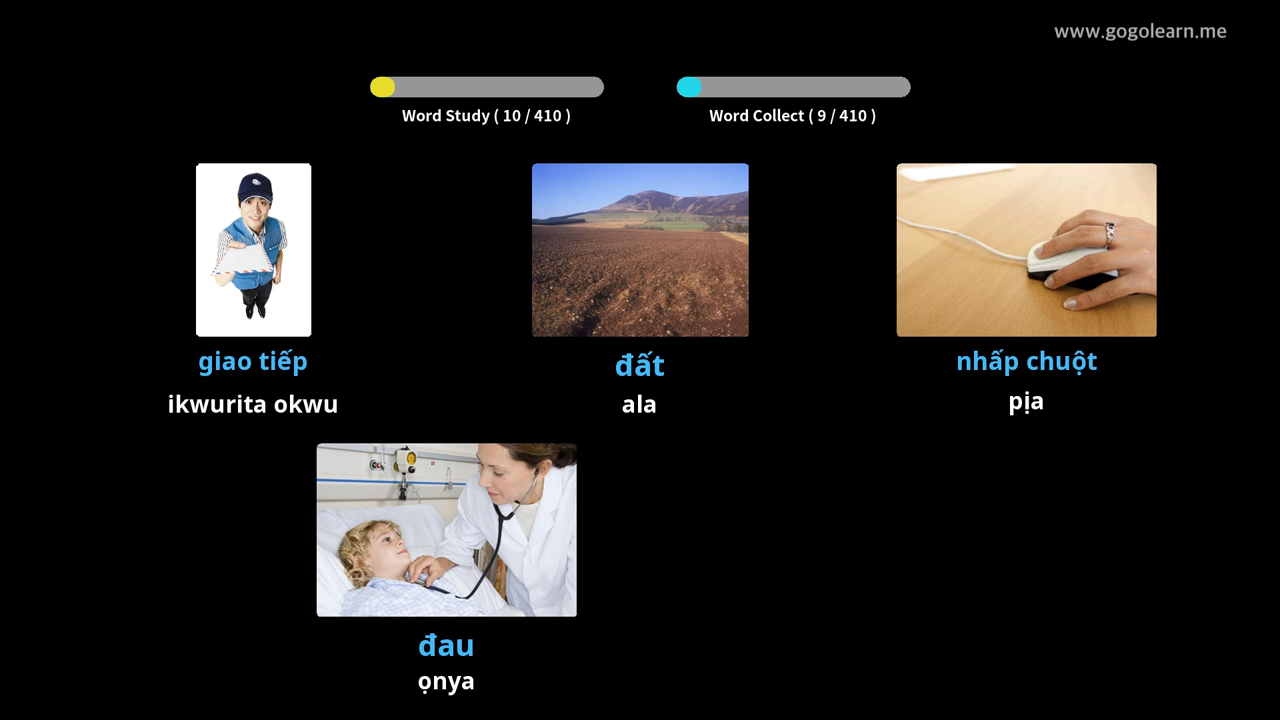 www.gogolearn.me
Word Study ( 10 / 410 )
Word Collect ( 9 / 410 )
giao tiếp
ikwurita okwu
đất
ala
nhấp chuột
pịa
đau
ọnya